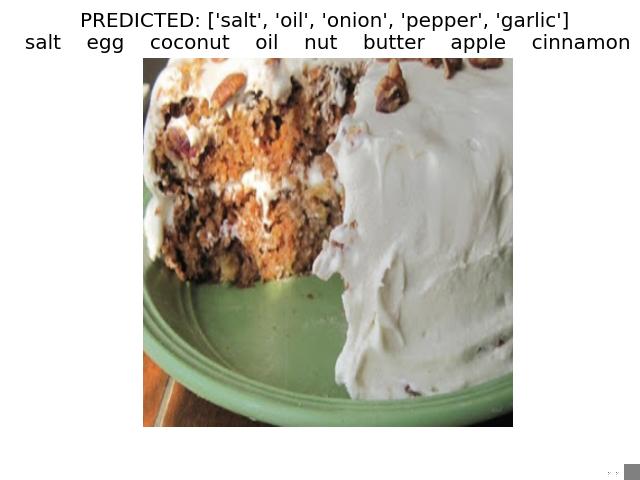 PREDICTED: ['salt', 'oil', 'onion', 'pepper', 'garlic']
salt egg coconut oil nut butter apple cinnamon